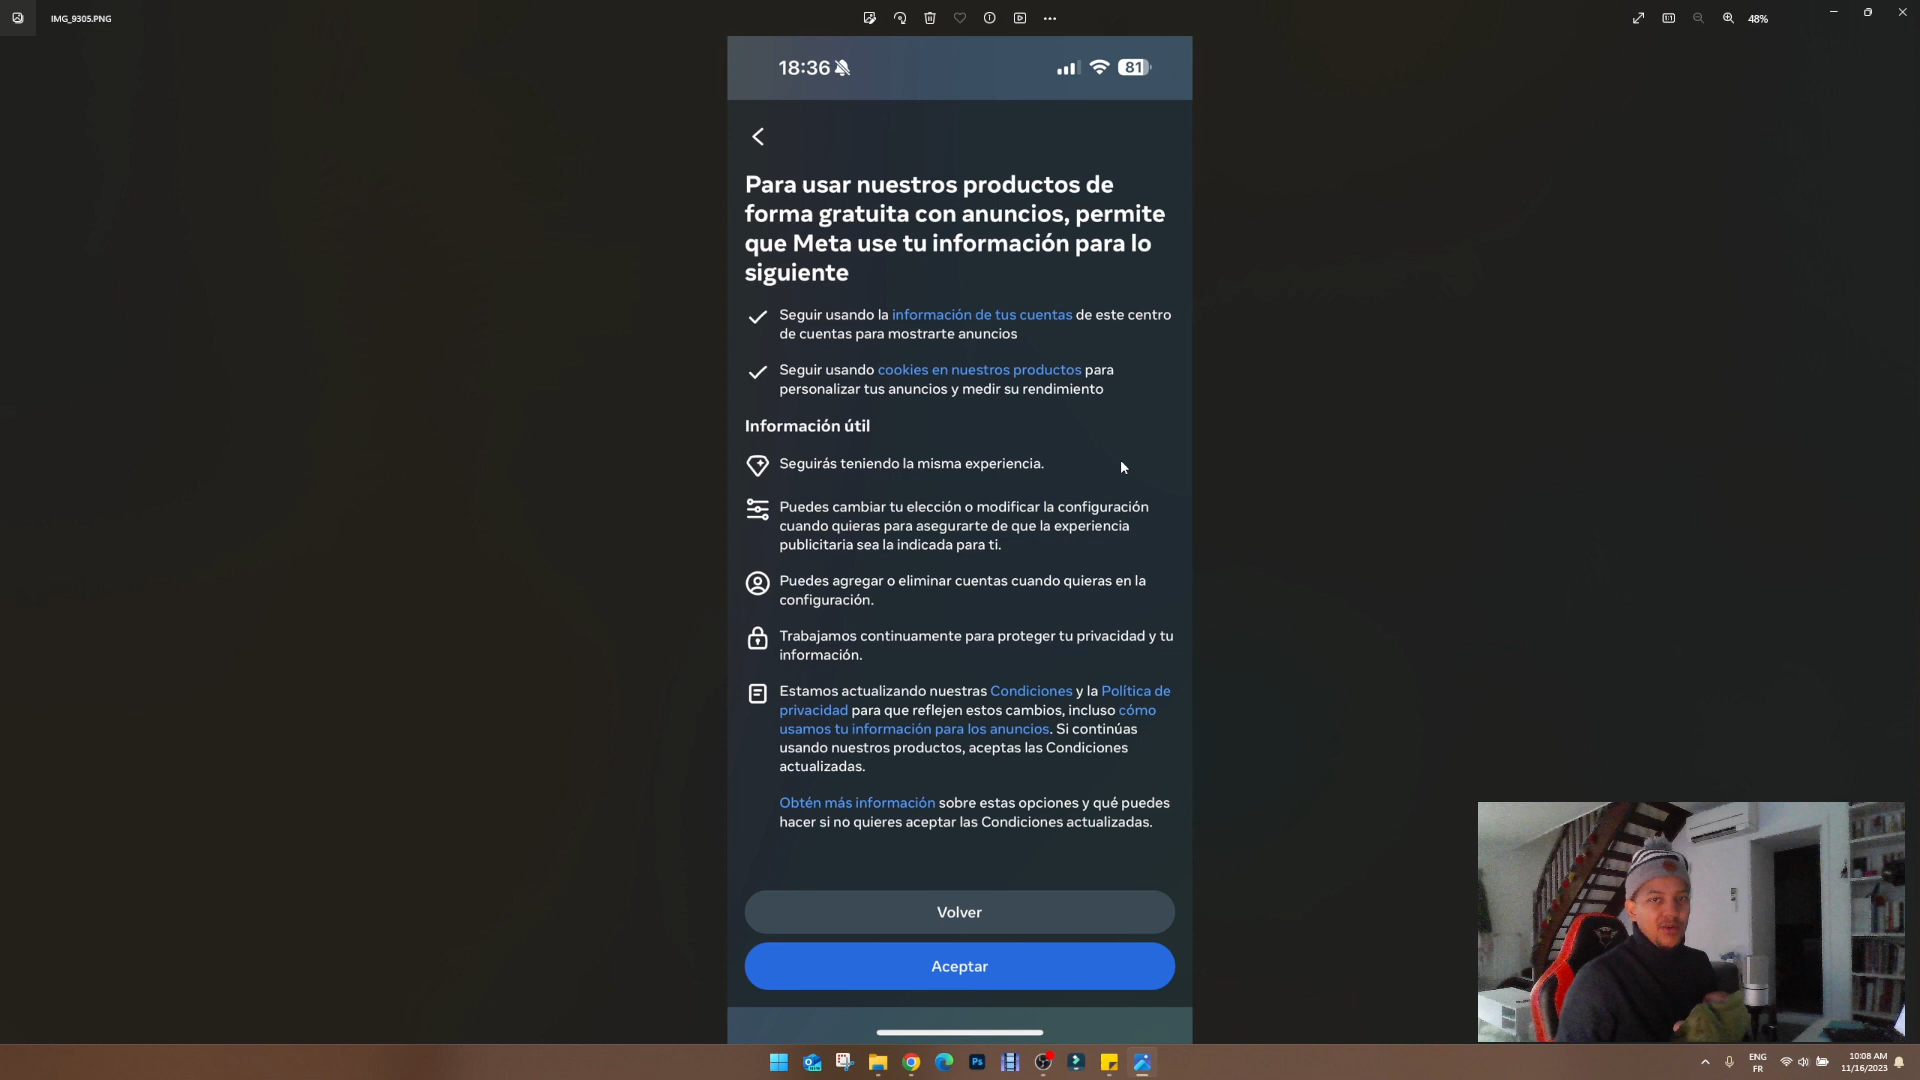 IMG_9305.PNG
48%
18:36
81
Para usar nuestros productos de
forma gratuita con anuncios, permite
que Meta use tu información para lo
siguiente
Seguir usando la información de tus cuentas de este centro
de cuentas para mostrarte anuncios
Seguir usando cookies en nuestros productos para
personalizar tus anuncios y medir su rendimiento
Información útil
Seguirás teniendo la misma experiencia.
Puedes cambiar tu elección o modificar la configuración
cuando quieras para asegurarte de que la experiencia
publicitaria sea la indicada para ti.
Puedes agregar o eliminar cuentas cuando quieras en la
configuración.
Trabajamos continuamente para proteger tu privacidad y tu
información.
Estamos actualizando nuestras Condiciones y la Política de
privacidad para que reflejen estos cambios, incluso cómo
usamos tu información para los anuncios. Si continúas
usando nuestros productos, aceptas las Condiciones
actualizadas.
Obtén más información sobre estas opciones y qué puedes
hacer si no quieres aceptar las Condiciones actualizadas.
Volver
Aceptar
Ps
ENG
FR
10:08 AM
11/16/2023